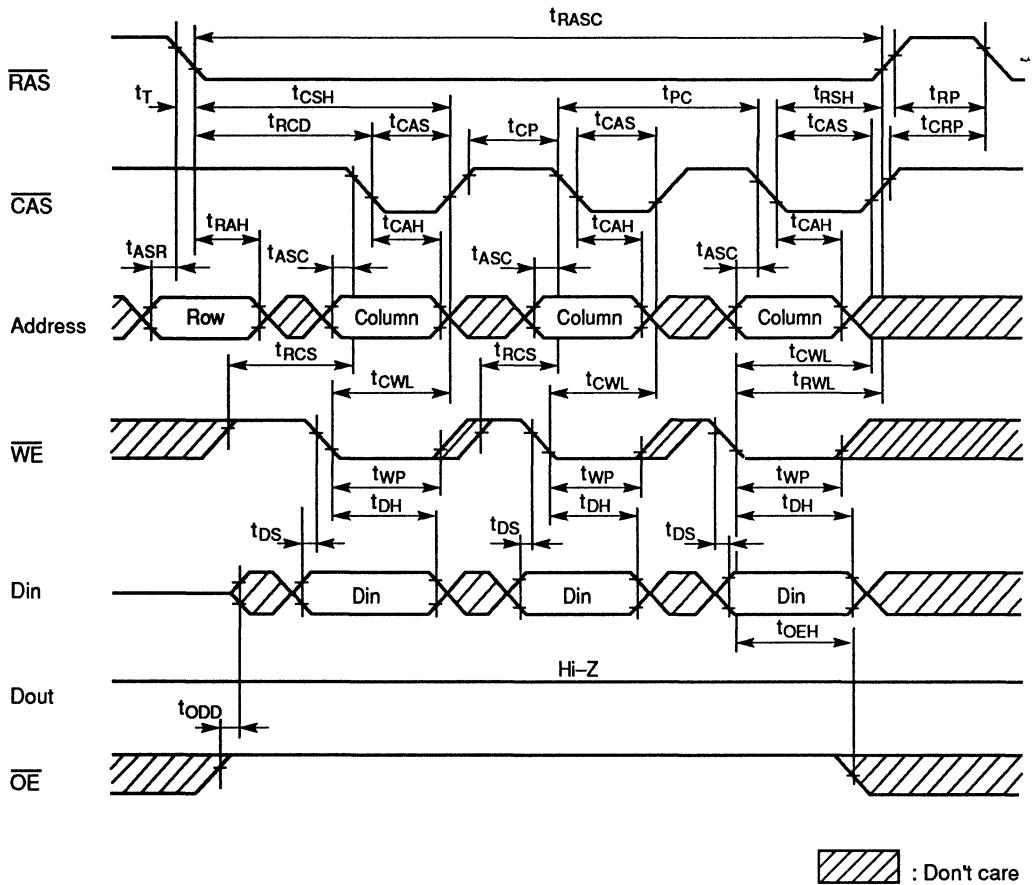 tRASC
RAS
tT
tCSH
tPC
tRSH
tRP
tRCD
tCAS
tCP
tCAS
tCAS
tCRP
CAS
tRAH
tCAH
tCAH
tCAH
tASR
tASC
tASC
tASC
Address
Row
Column
Column
Column
tRCS
tRCS
tCWL
tCWL
tCWL
tRWL
WE
tWP
tWP
tWP
tDH
tDH
tDH
tDS
tDS
tDS
Din
Din
Din
Din
tOEH
Hi–Z
Dout
tODD
OE
: Don't care